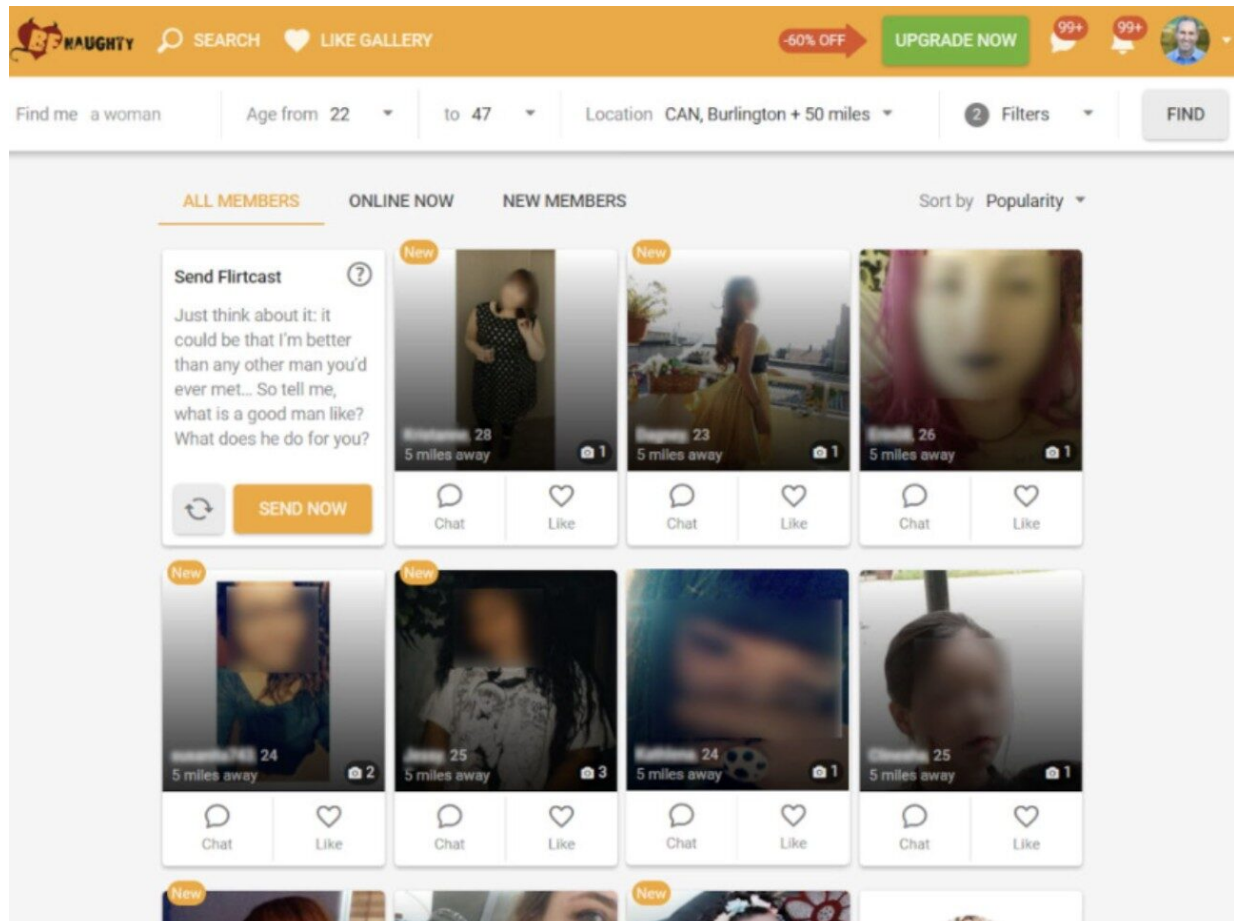 BENAUGHTY
SEARCH
LIKE GALLERY
-60% OFF
UPGRADE NOW
99+
99+
Find me a woman
Age from 22
to 47
Location CAN, Burlington + 50 miles
2 Filters
FIND
ALL MEMBERS
ONLINE NOW
NEW MEMBERS
Sort by Popularity
Send Flirtcast
?
Just think about it: it
could be that I'm better
than any other man you'd
ever met... So tell me,
what is a good man like?
What does he do for you?
SEND NOW
New
28
5 miles away
1
Chat
Like
New
23
5 miles away
1
Chat
Like
26
5 miles away
1
Chat
Like
New
24
5 miles away
2
Chat
Like
New
25
5 miles away
3
Chat
Like
24
5 miles away
1
Chat
Like
25
5 miles away
1
Chat
Like
New
New